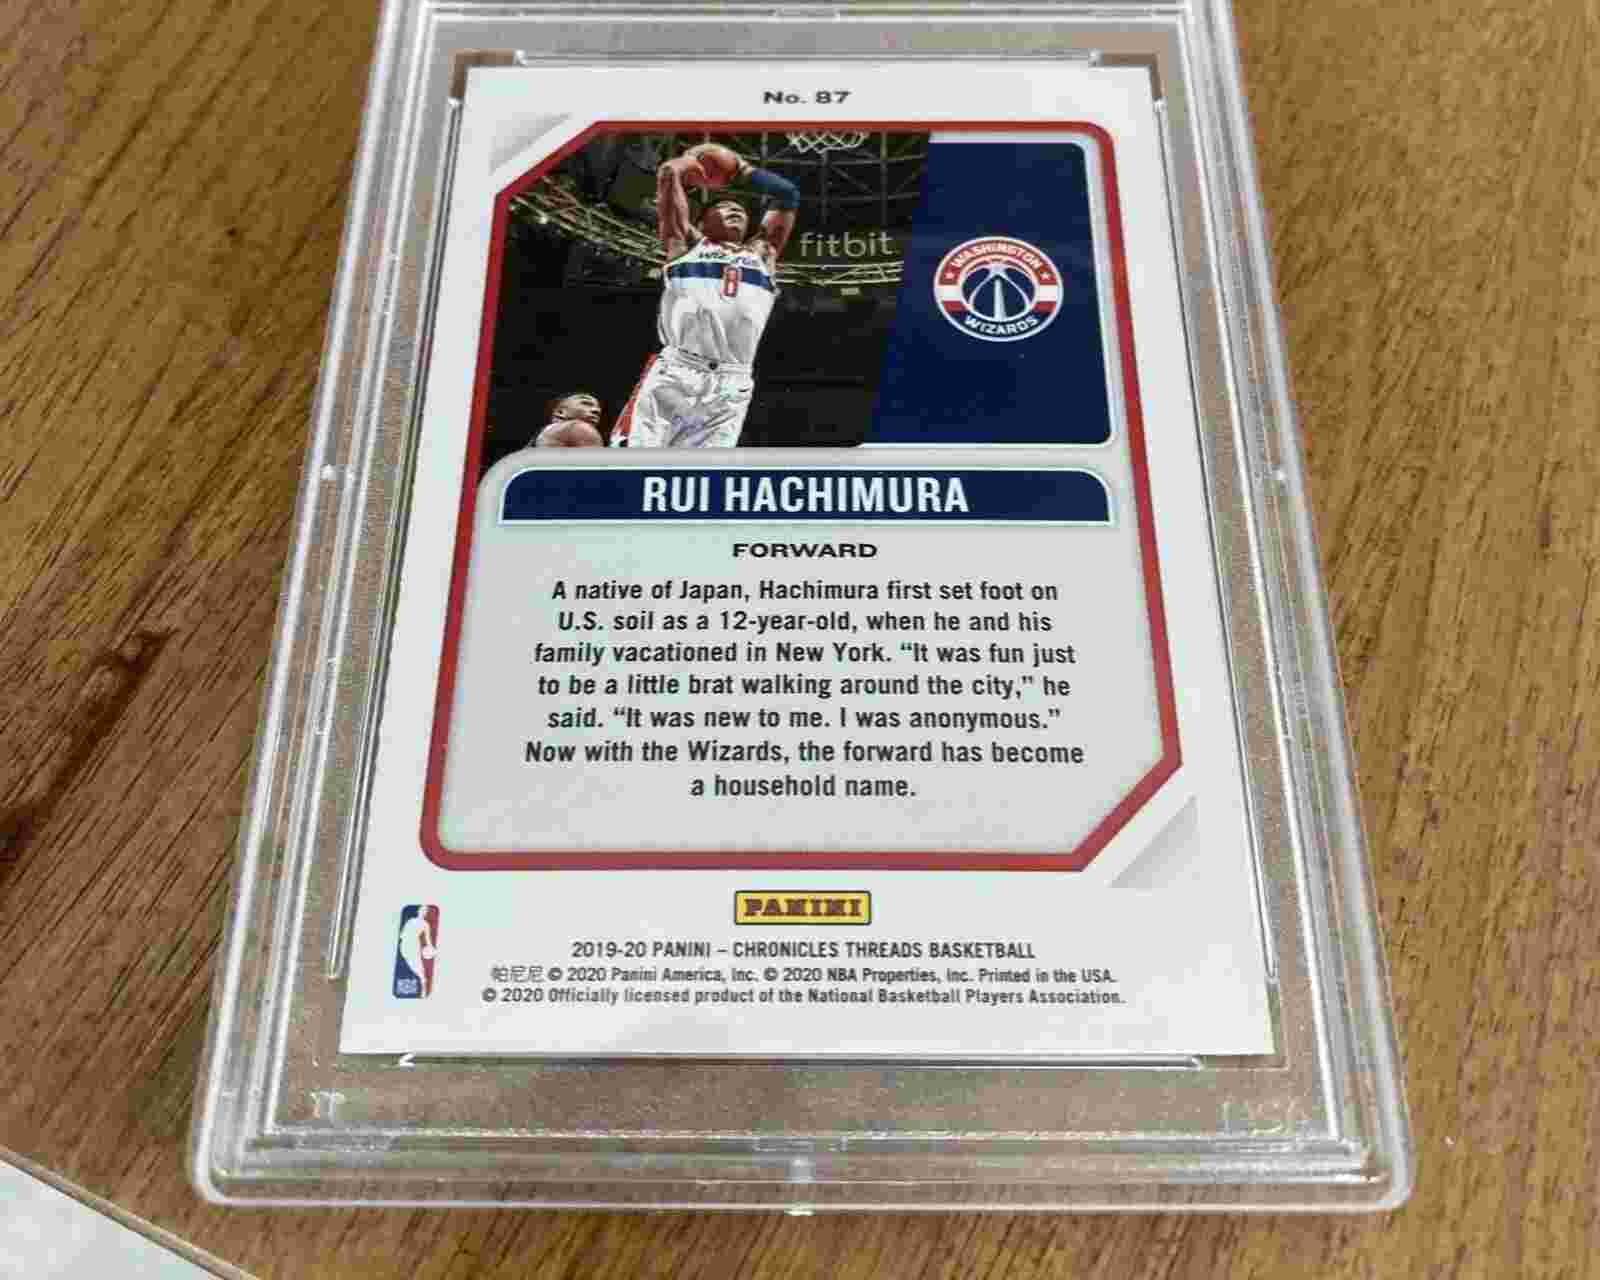 No. 87
fitbit
WIZARDS
8
WASHINGTON
WIZARDS
RUI HACHIMURA
FORWARD
A native of Japan, Hachimura first set foot on
U.S. soil as a 12-year-old, when he and his
family vacationed in New York. “It was fun just
to be a little brat walking around the city,” he
said. “It was new to me. I was anonymous.”
Now with the Wizards, the forward has become
a household name.
PANINI
NBA
2019-20 PANINI – CHRONICLES THREADS BASKETBALL
帕尼尼 © 2020 Panini America, Inc. © 2020 NBA Properties, Inc. Printed in the USA.
© 2020 Officially licensed product of the National Basketball Players Association.